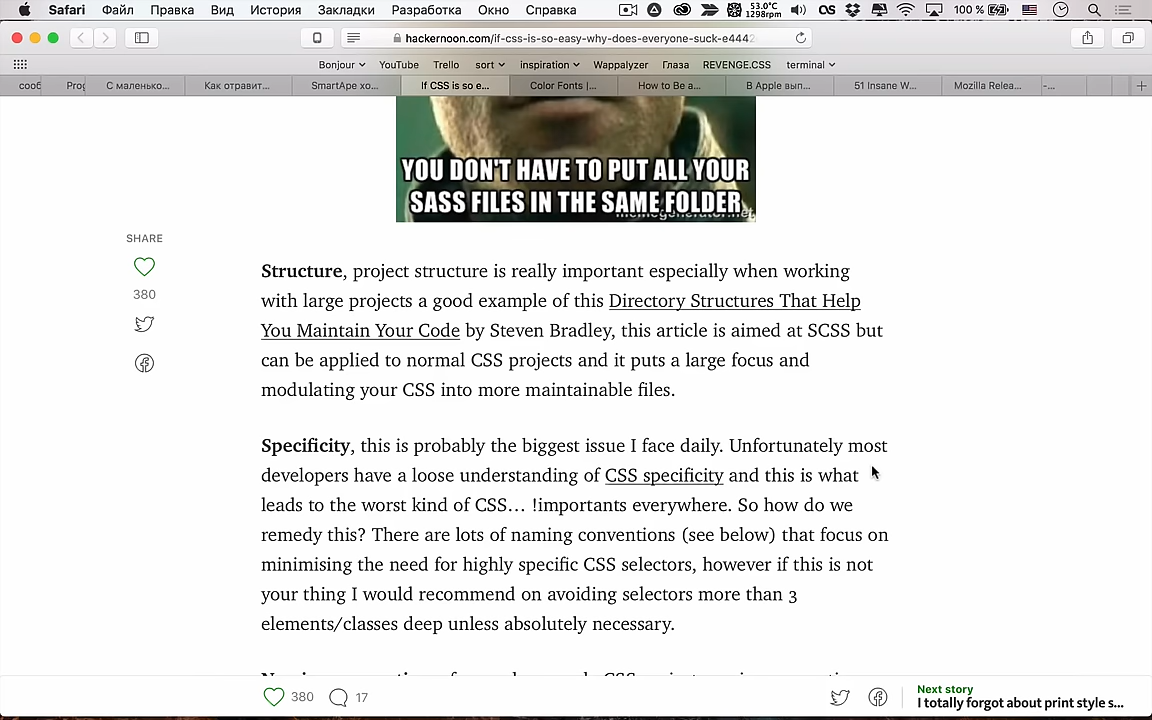 Safari Файл Правка Вид История Закладки Разработка Окно Справка 53.0°C 1298rpm 100 %
hackernoon.com/if-css-is-so-easy-why-does-everyone-suck-e444
Bonjour YouTube Trello sort inspiration Wappalyzer Глаза REVENGE.CSS terminal
сооб Prog С маленько... Как отравит... SmartApe хо... If CSS is so e... Color Fonts |... How to Be a... В Apple вып... 51 Insane W... Mozilla Relea... -...
YOU DON'T HAVE TO PUT ALL YOUR
SASS FILES IN THE SAME FOLDER
memegenerator.net
SHARE
380
Structure, project structure is really important especially when working
with large projects a good example of this Directory Structures That Help
You Maintain Your Code by Steven Bradley, this article is aimed at SCSS but
can be applied to normal CSS projects and it puts a large focus and
modulating your CSS into more maintainable files.
Specificity, this is probably the biggest issue I face daily. Unfortunately most
developers have a loose understanding of CSS specificity and this is what
leads to the worst kind of CSS… !importants everywhere. So how do we
remedy this? There are lots of naming conventions (see below) that focus on
minimising the need for highly specific CSS selectors, however if this is not
your thing I would recommend on avoiding selectors more than 3
elements/classes deep unless absolutely necessary.
380 17
Next story
I totally forgot about print style s...